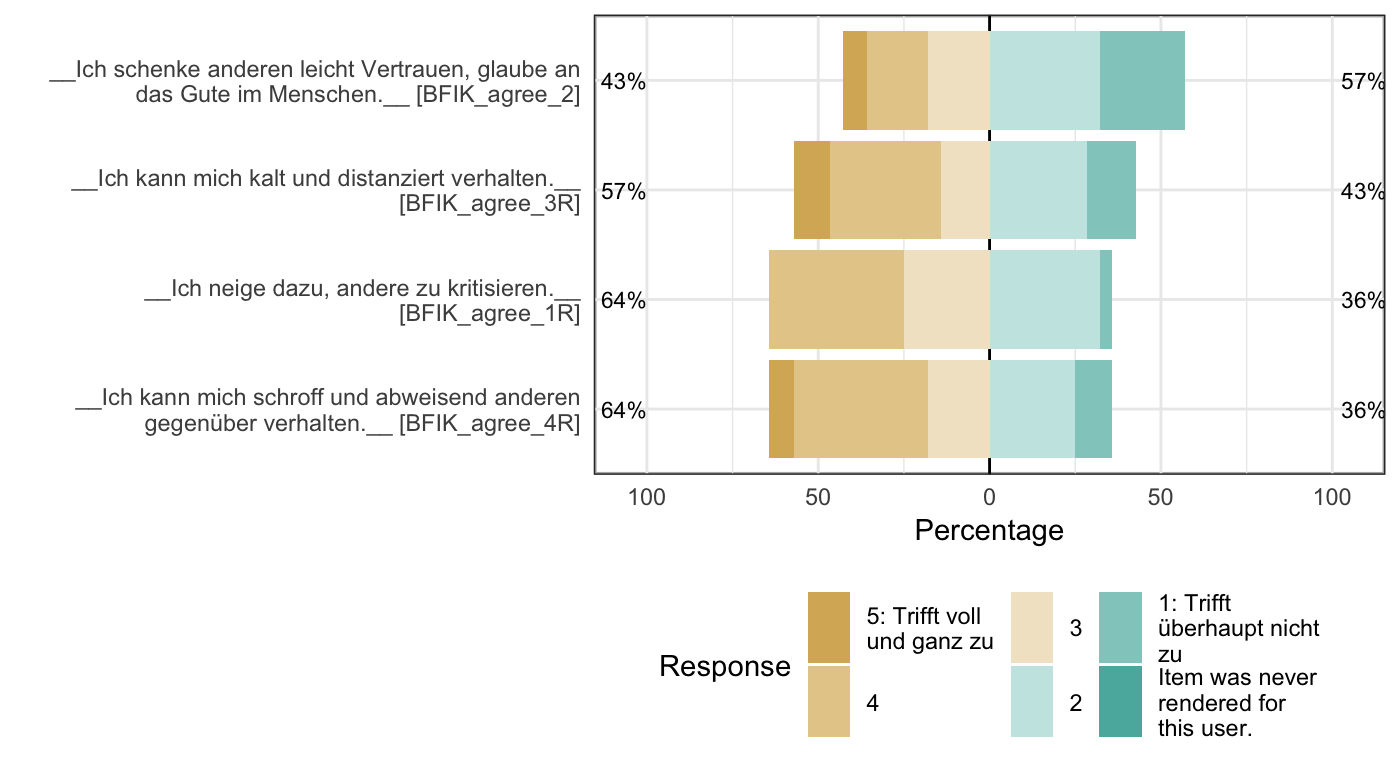 __Ich schenke anderen leicht Vertrauen, glaube an
das Gute im Menschen.__ [BFIK_agree_2]
43%
57%
__Ich kann mich kalt und distanziert verhalten.__
[BFIK_agree_3R]
57%
43%
__Ich neige dazu, andere zu kritisieren.__
[BFIK_agree_1R]
64%
36%
__Ich kann mich schroff und abweisend anderen
gegenüber verhalten.__ [BFIK_agree_4R]
64%
36%
100 50 0 50 100
Percentage
Response
5: Trifft voll
und ganz zu
4
3
2
1: Trifft
überhaupt nicht
zu
Item was never
rendered for
this user.